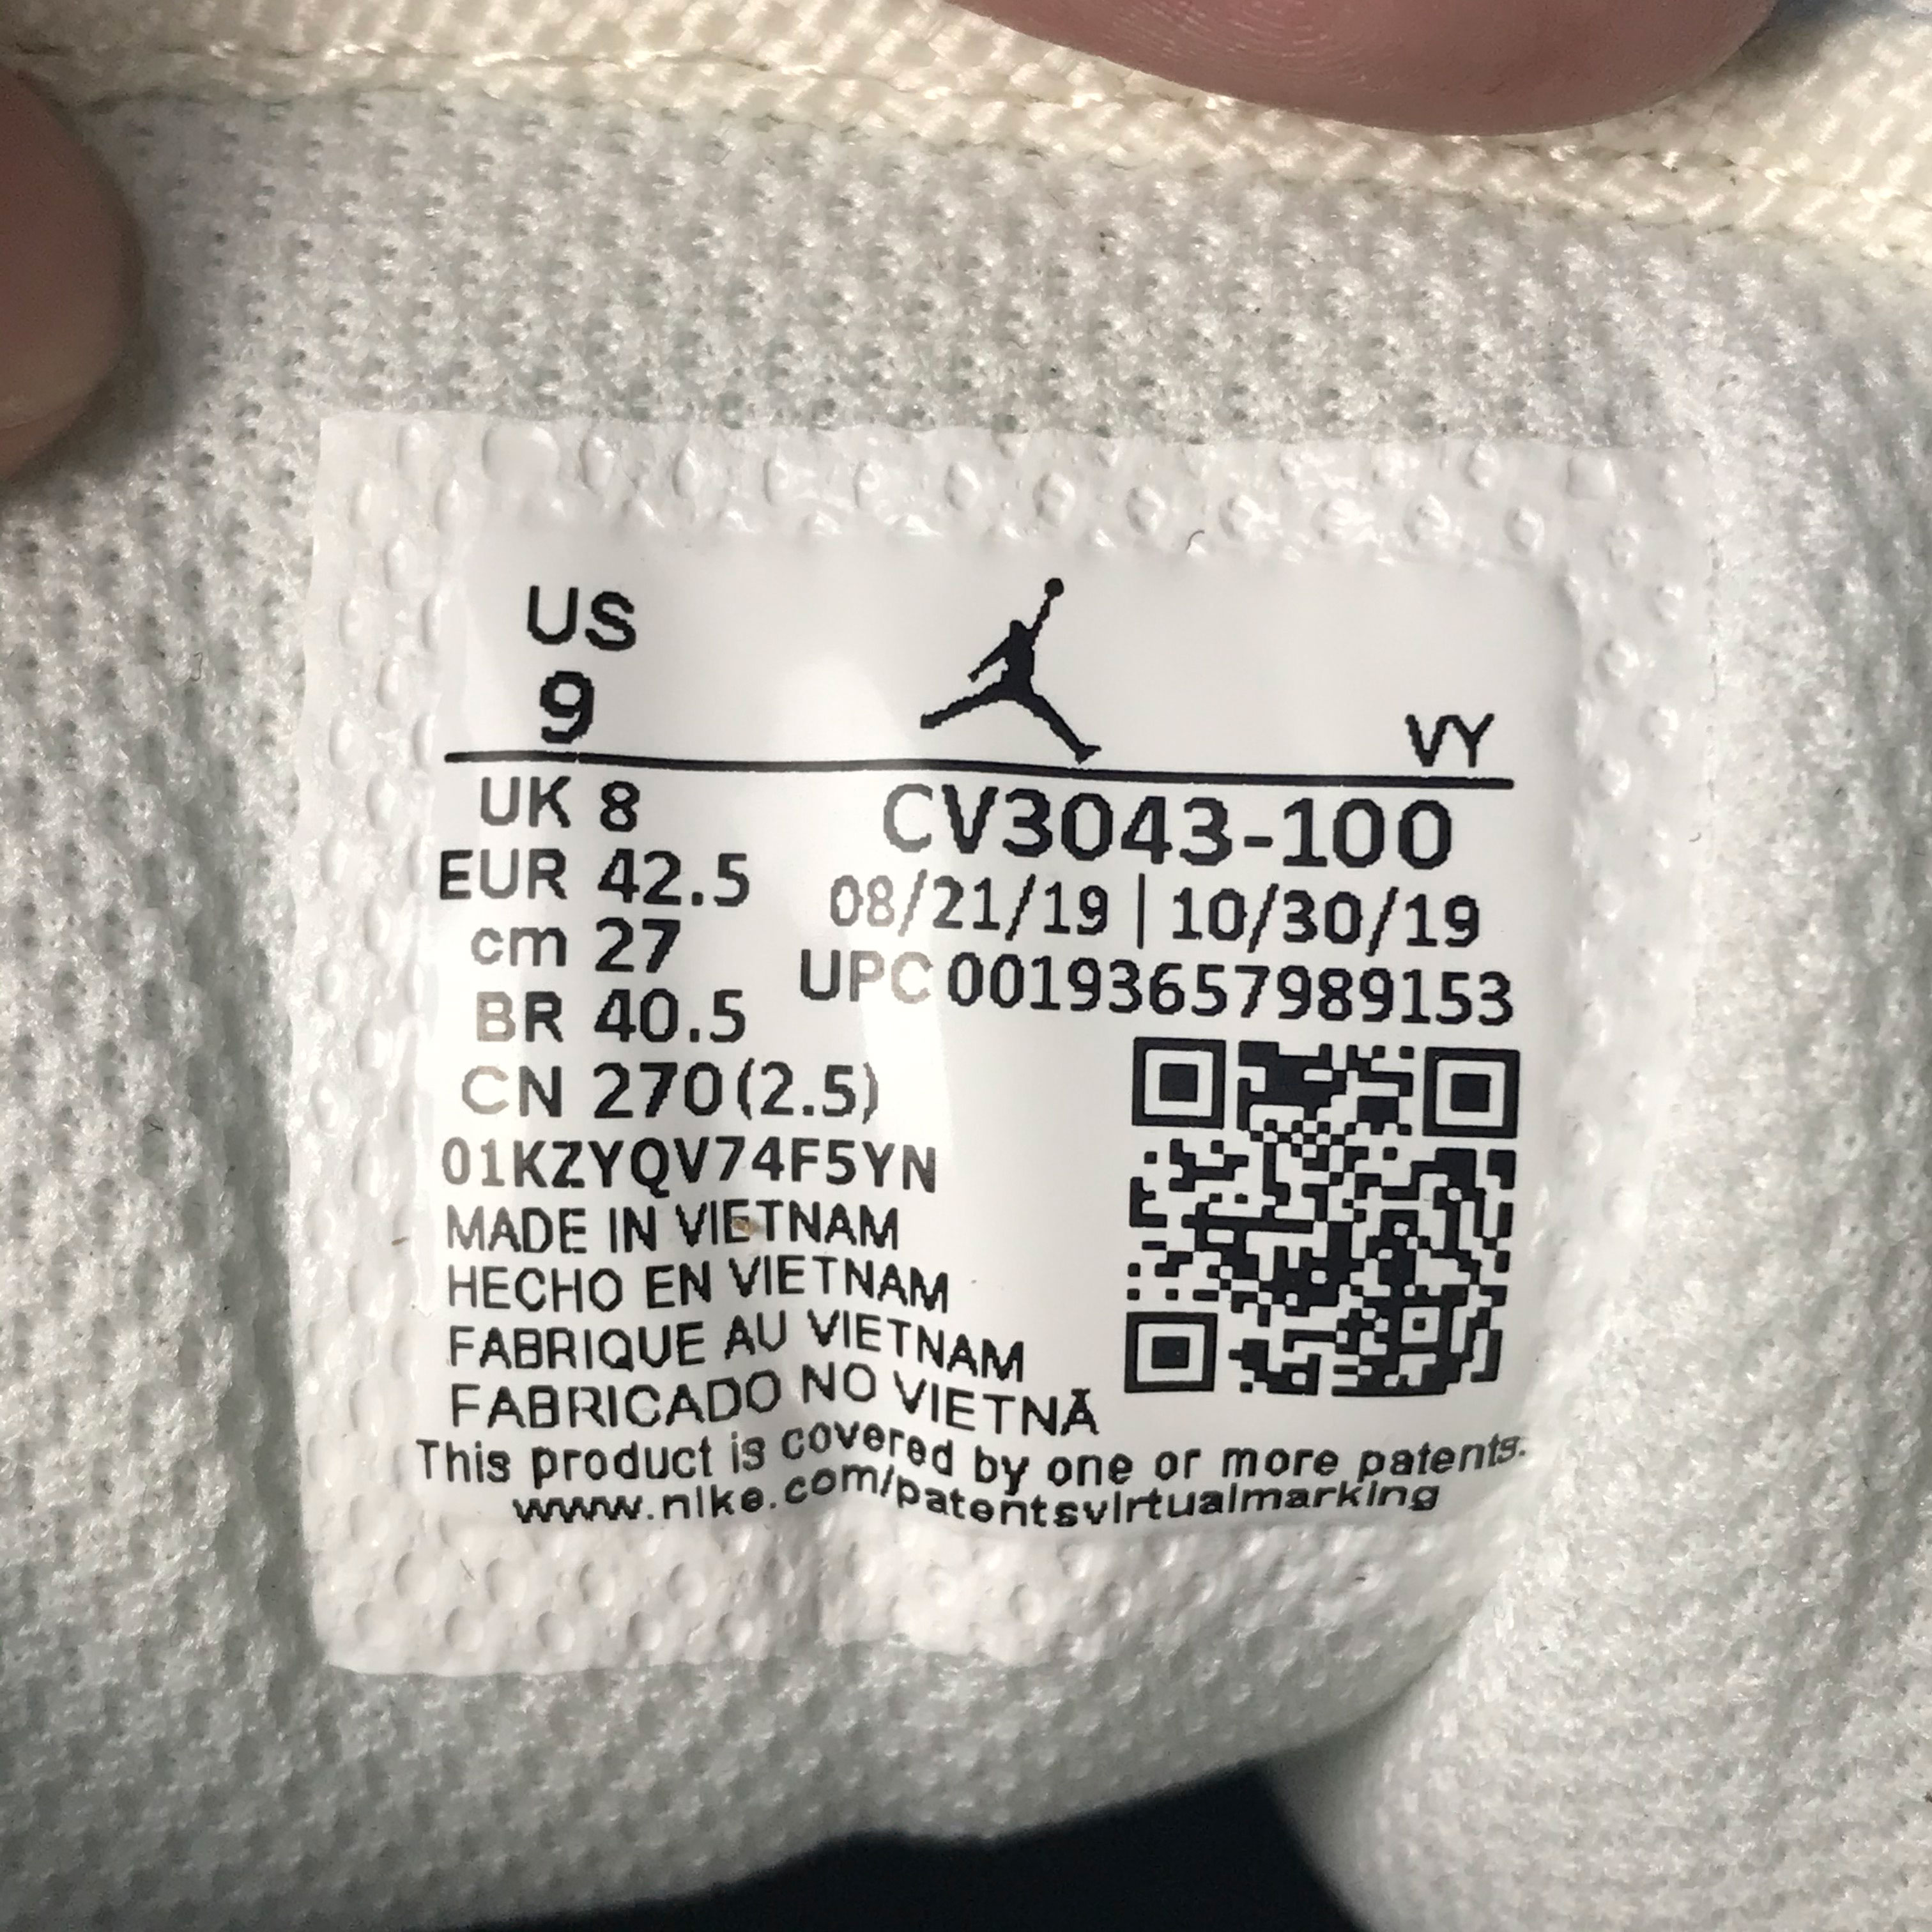 US
9
VY
UK 8
EUR 42.5
cm 27
BR 40.5
CN 270(2.5)
CV3043-100
08/21/19 | 10/30/19
UPC 00193657989153
01KZYQV74F5YN
MADE IN VIETNAM
HECHO EN VIETNAM
FABRIQUE AU VIETNAM
FABRICADO NO VIETNÃ
This product is covered by one or more patents.
www.nike.com/patentsvirtualmarking